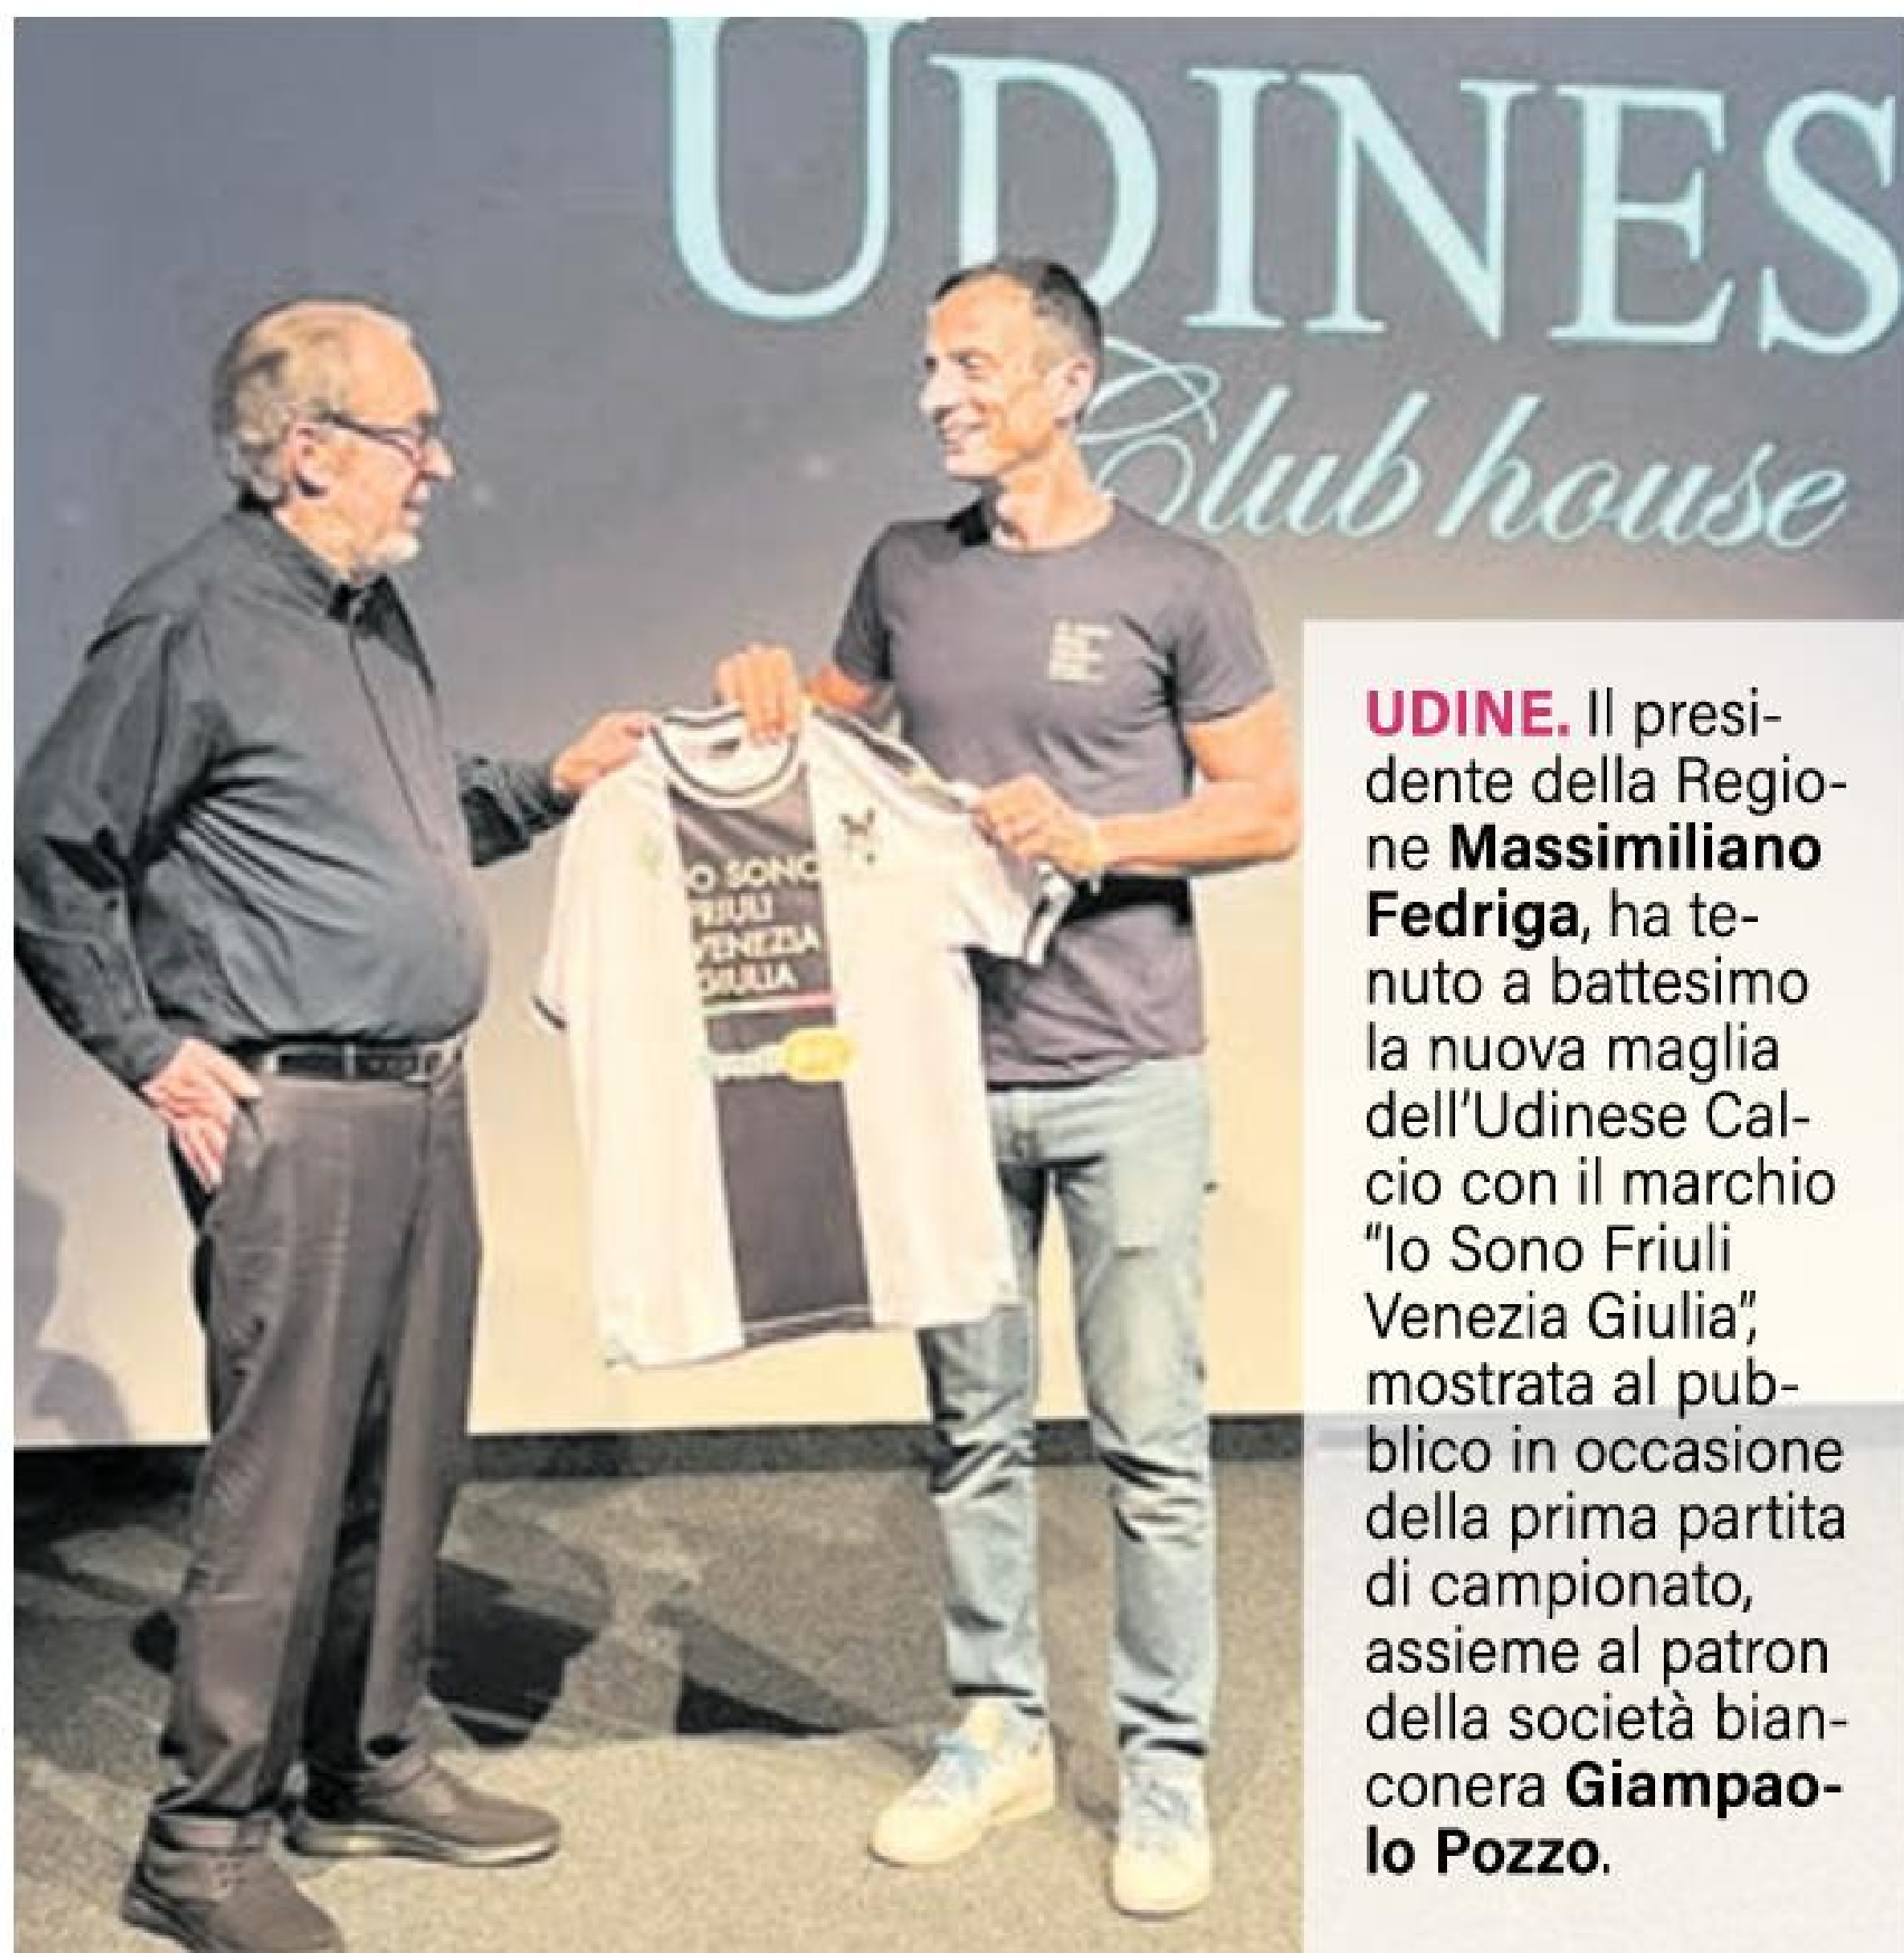 UDINES
Club house
O SONO
FRIULI
VENEZIA
GIULIA
UDINE. Il presi-
dente della Regio-
ne Massimiliano
Fedriga, ha te-
nuto a battesimo
la nuova maglia
dell'Udinese Cal-
cio con il marchio
"Io Sono Friuli
Venezia Giulia",
mostrata al pub-
blico in occasione
della prima partita
di campionato,
assieme al patron
della società bian-
conera Giampao-
lo Pozzo.